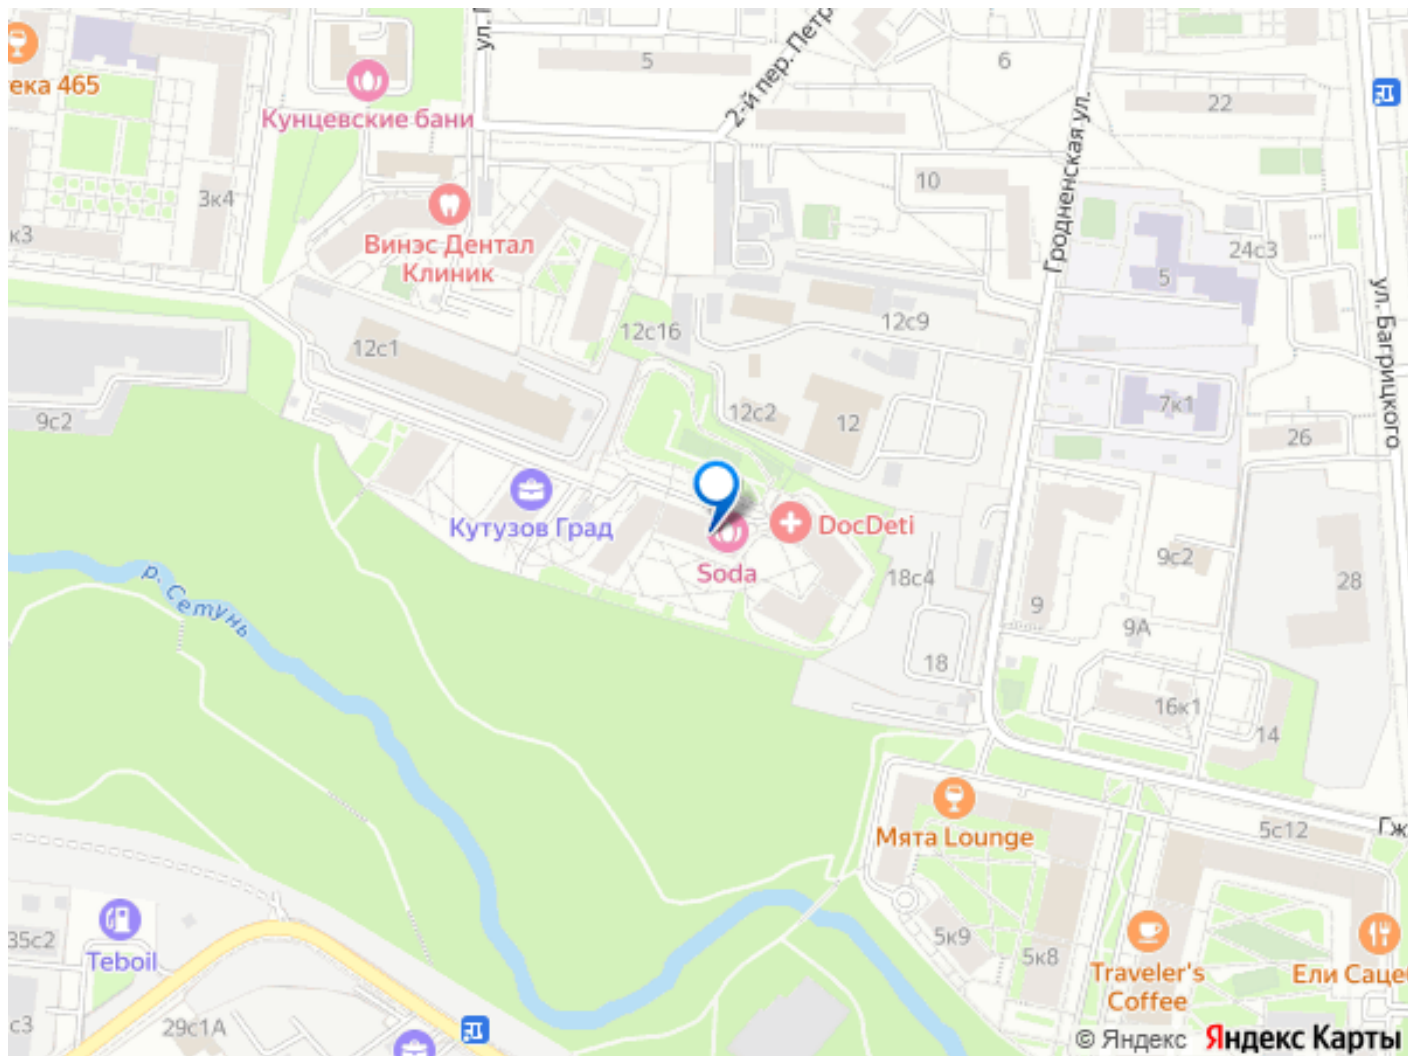 ека 465
Кунцевские бани
5
2-й пер. Петр
6
22
Гродненская ул.
3к4
к3
Винэс Дентал
Клиник
10
24с3
5
ул. Багрицкого
12с1
12с16
12с9
12с2
12
7к1
26
9с2
Кутузов Град
Soda
DocDeti
18с4
18
9
9с2
9А
28
р. Сетунь
16к1
14
Мята Lounge
5с12
Гж
35с2
Teboil
с3
29с1А
5к9
5к8
Traveler's
Coffee
Ели Сацеб
© Яндекс
Яндекс Карты